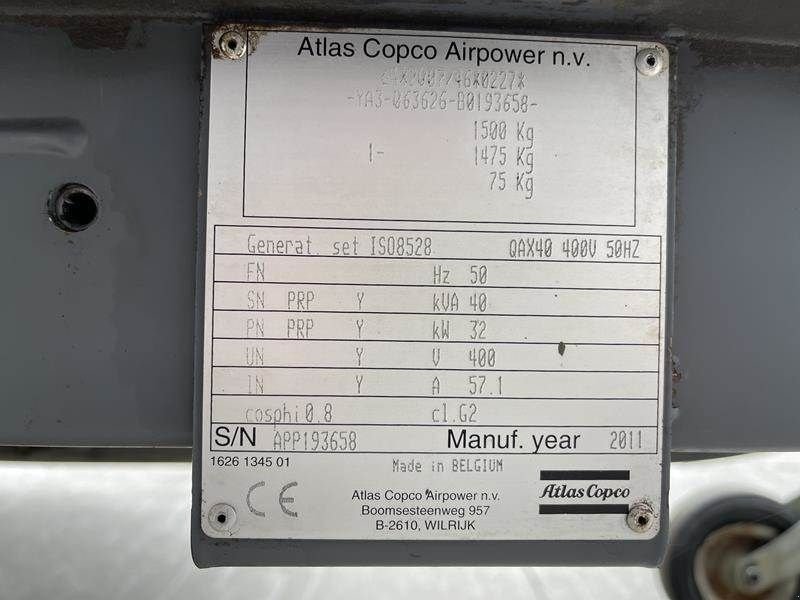 Atlas Copco Airpower n.v.
-YA3-063626-B0193658-
1500 Kg
1- 1475 Kg
75 Kg
Generat. set ISO8528 QAX40 400V 50HZ
FN Hz 50
SN PRP Y kVA 40
PN PRP Y kW 32
UN Y V 400
IN Y A 57.1
cosphi 0.8 cl.G2
S/N APP193658 Manuf. year 2011
1626 1345 01 Made in BELGIUM
CE Atlas Copco Airpower n.v. Atlas Copco
Boomsesteenweg 957
B-2610, WILRIJK